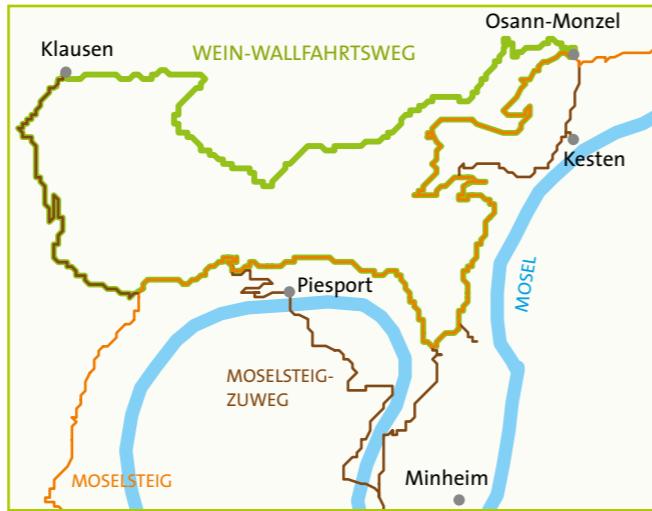 Osann-Monzel
Klausen
WEIN-WALLFAHRTSWEG
Kesten
MOSEL
Piesport
MOSELSTEIG-
ZUWEG
MOSELSTEIG
Minheim